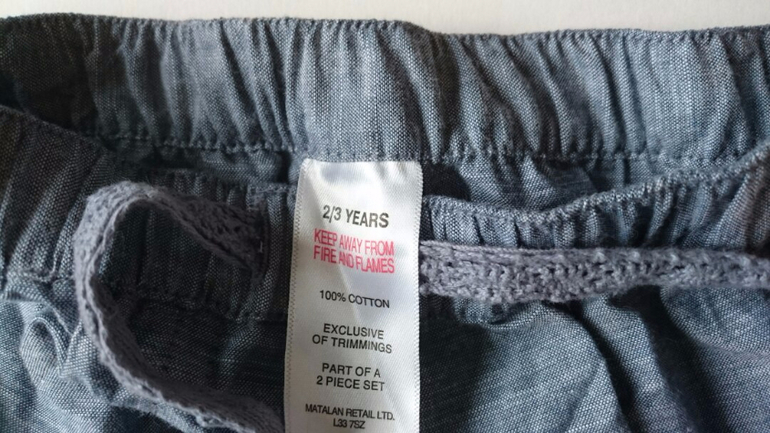 2/3 YEARS
KEEP AWAY FROM
FIRE AND FLAMES
100% COTTON
EXCLUSIVE
OF TRIMMINGS
PART OF A
2 PIECE SET
MATALAN RETAIL LTD.
L33 7SZ